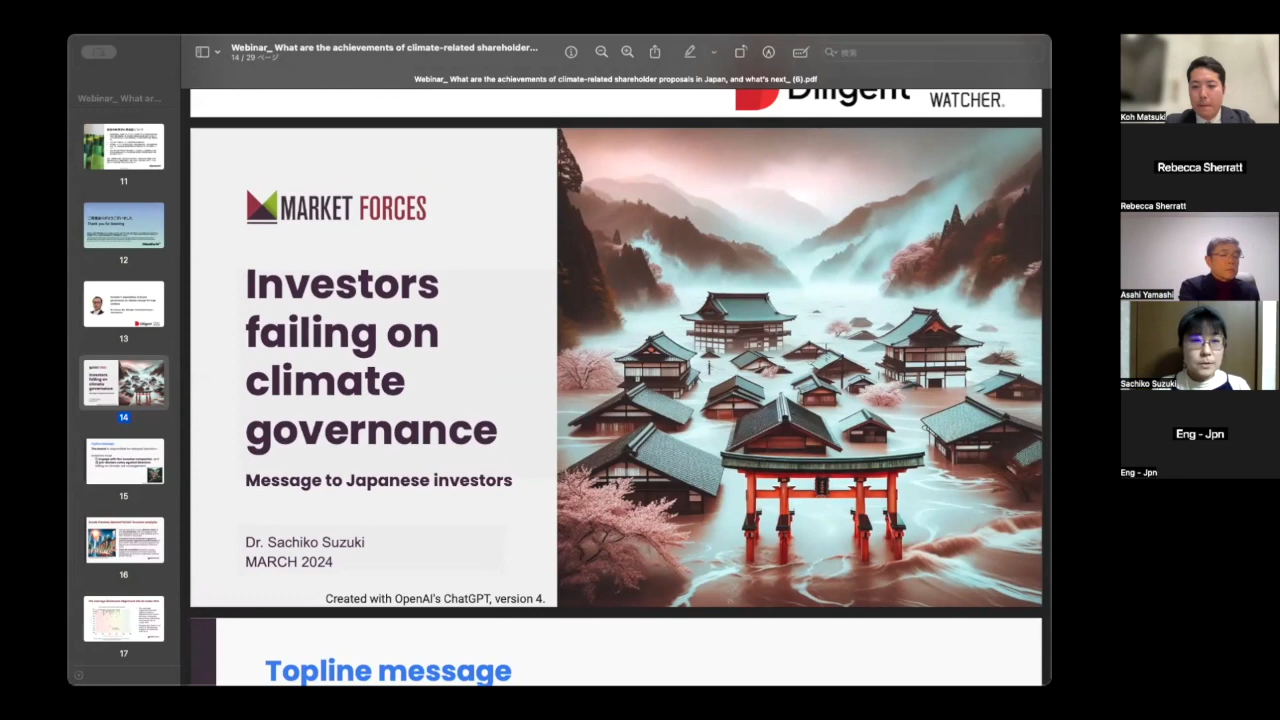 Webinar_ What are the achievements of climate-related shareholder...
14 / 29 ページ
検索
Webinar_ What are the achievements of climate-related shareholder proposals in Japan, and what's next_ (6).pdf
Webinar_ What ar...
11
12
13
14
15
16
17
Diligent
WATCHER.
MARKET FORCES
Investors
failing on
climate
governance
Message to Japanese investors
Dr. Sachiko Suzuki
MARCH 2024
Created with OpenAI's ChatGPT, version 4.
Topline message
Koh Matsuki
Rebecca Sherratt
Rebecca Sherratt
Asahi Yamashi
Sachiko Suzuki
Eng - Jpn
Eng - Jpn